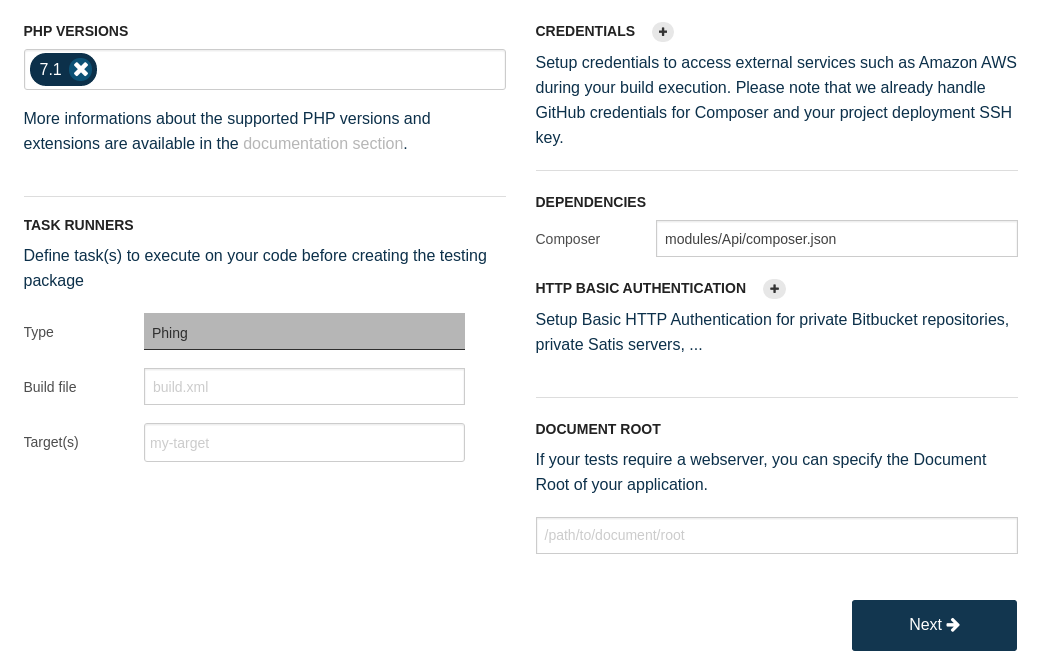 PHP VERSIONS
7.1
More informations about the supported PHP versions and
extensions are available in the documentation section.
TASK RUNNERS
Define task(s) to execute on your code before creating the testing
package
Type
Phing
Build file
build.xml
Target(s)
my-target
CREDENTIALS
Setup credentials to access external services such as Amazon AWS
during your build execution. Please note that we already handle
GitHub credentials for Composer and your project deployment SSH
key.
DEPENDENCIES
Composer
modules/Api/composer.json
HTTP BASIC AUTHENTICATION
Setup Basic HTTP Authentication for private Bitbucket repositories,
private Satis servers, ...
DOCUMENT ROOT
If your tests require a webserver, you can specify the Document
Root of your application.
/path/to/document/root
Next